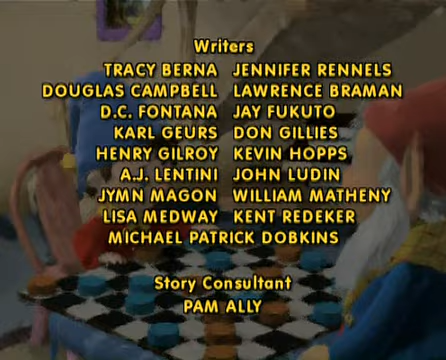 Writers
TRACY BERNA JENNIFER RENNELS
DOUGLAS CAMPBELL LAWRENCE BRAMAN
D.C. FONTANA JAY FUKUTO
KARL GEURS DON GILLIES
HENRY GILROY KEVIN HOPPS
A.J. LENTINI JOHN LUDIN
JYMN MAGON WILLIAM MATHENY
LISA MEDWAY KENT REDEKER
MICHAEL PATRICK DOBKINS
Story Consultant
PAM ALLY